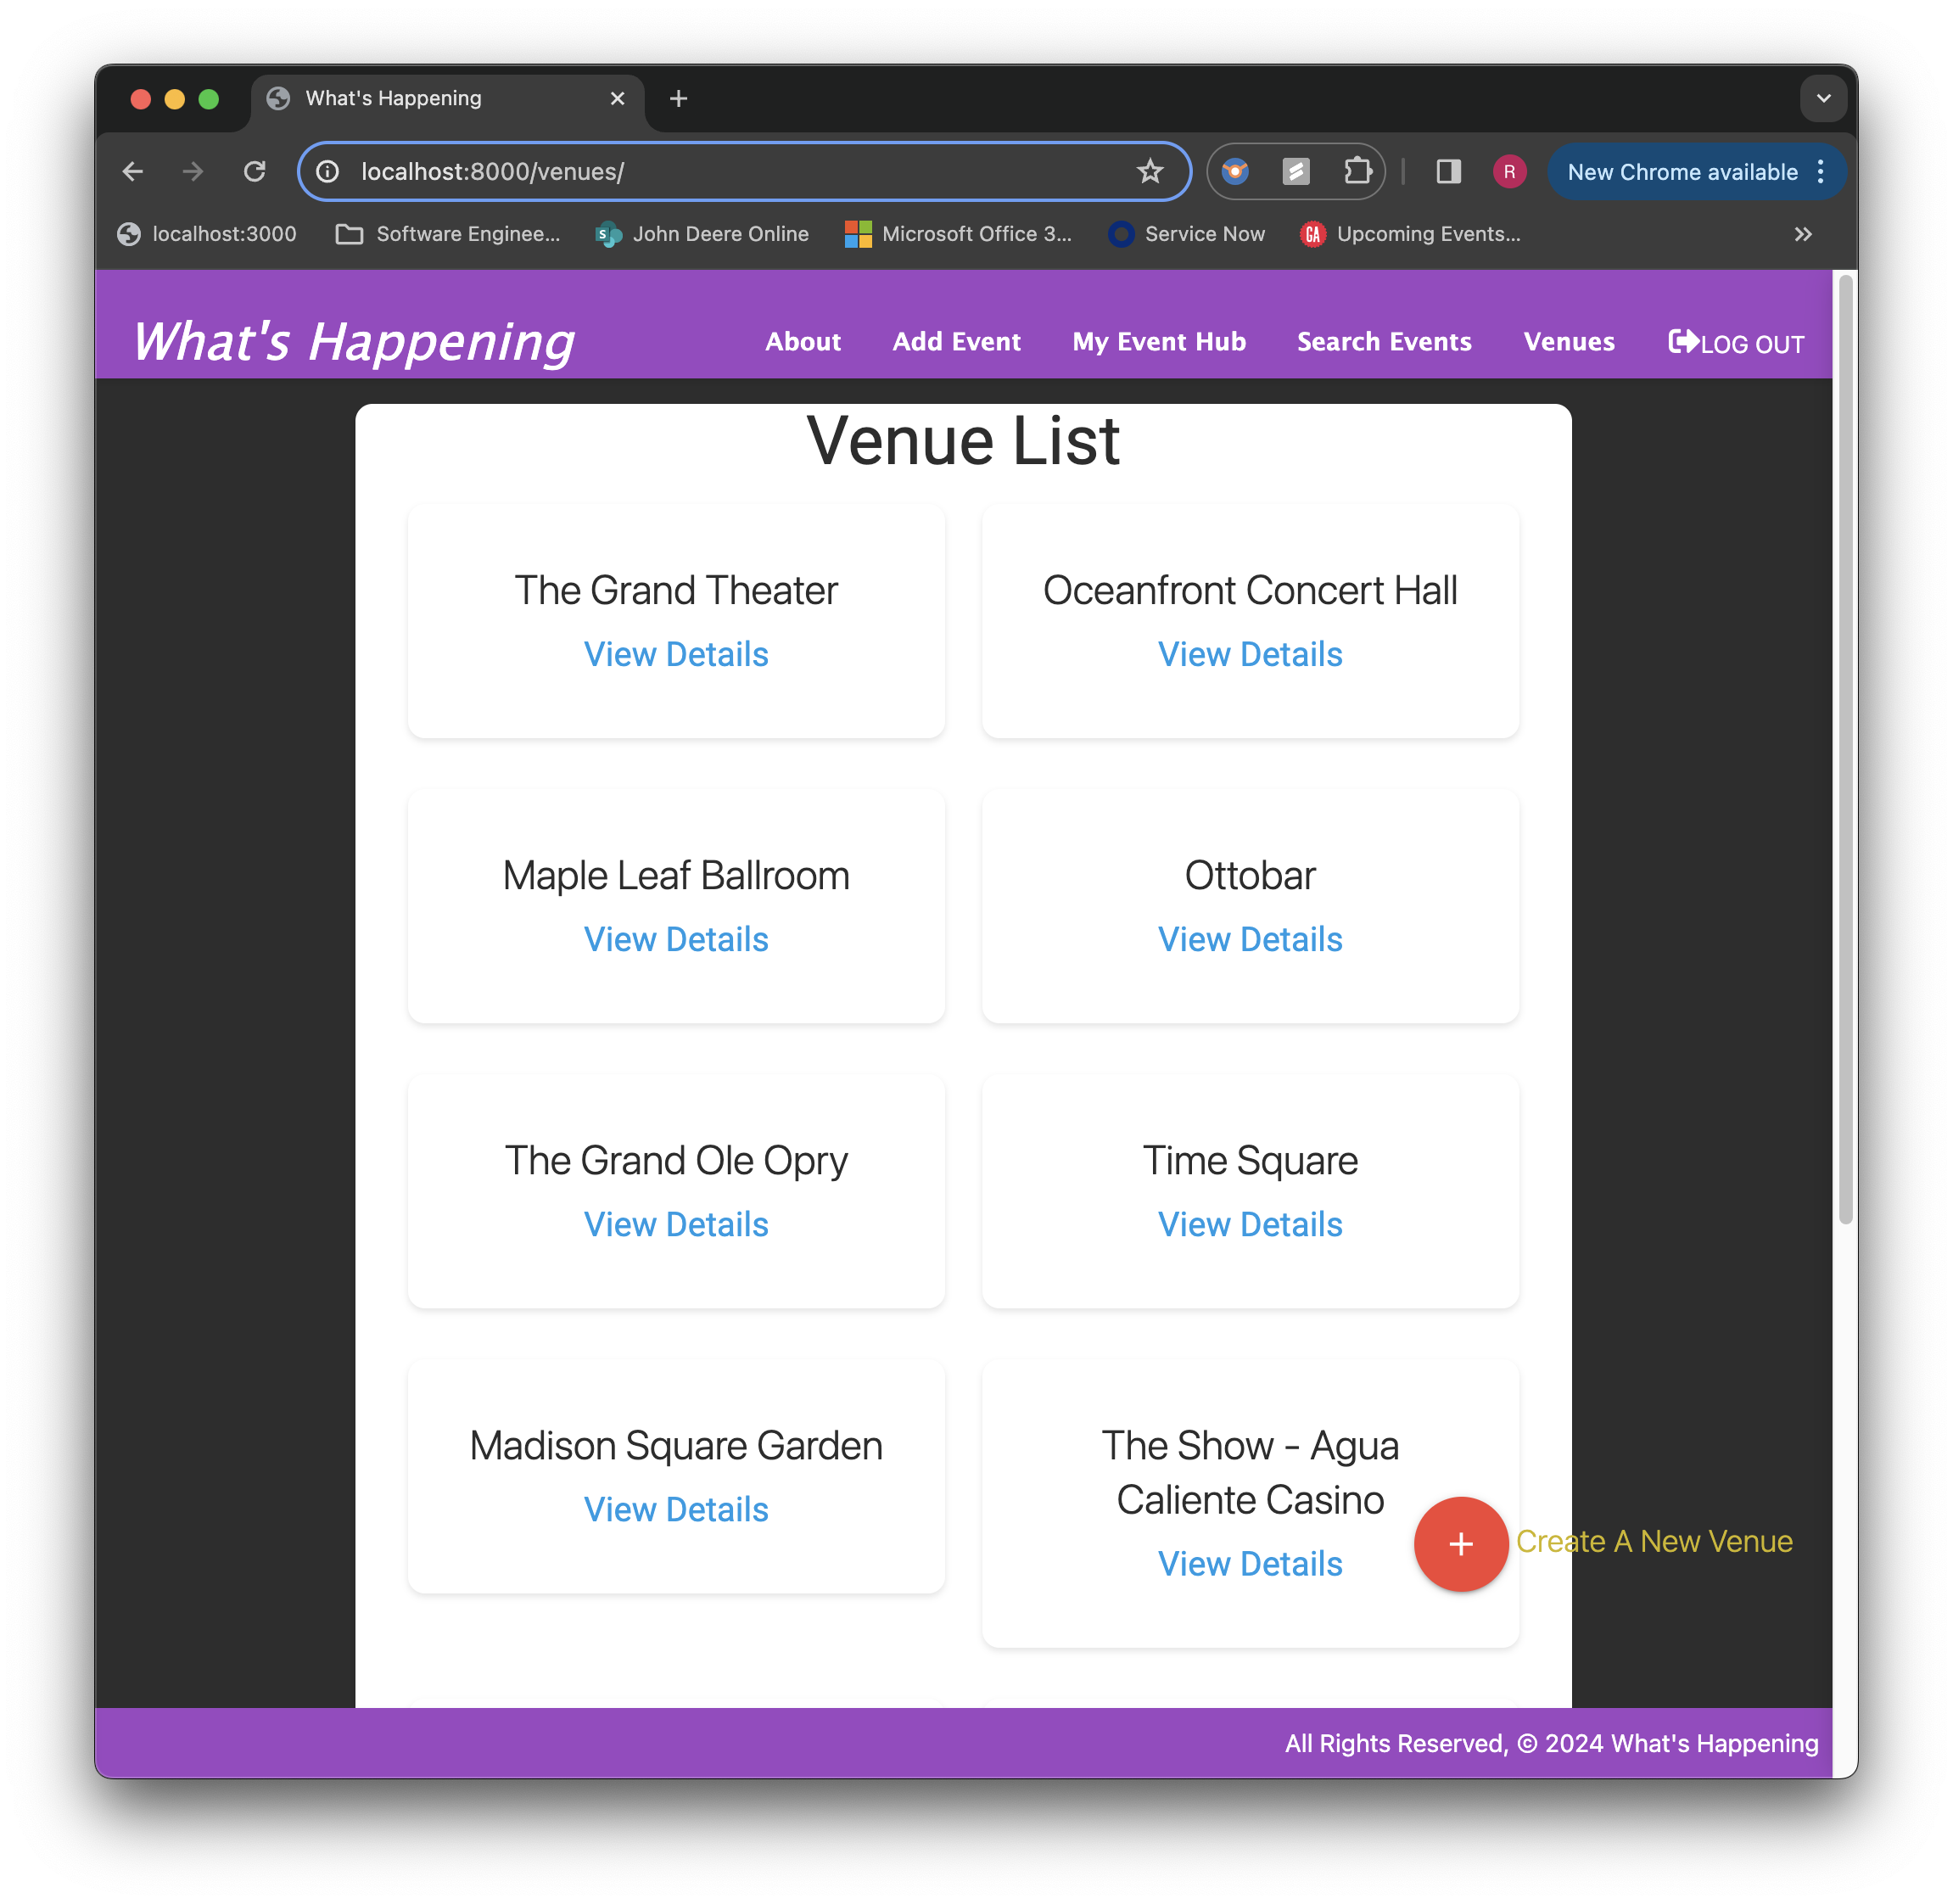 What's Happening
localhost:8000/venues/
R
New Chrome available
localhost:3000
Software Enginee...
S
John Deere Online
Microsoft Office 3...
Service Now
GA
Upcoming Events...
What's Happening
About
Add Event
My Event Hub
Search Events
Venues
LOG OUT
Venue List
The Grand Theater
View Details
Oceanfront Concert Hall
View Details
Maple Leaf Ballroom
View Details
Ottobar
View Details
The Grand Ole Opry
View Details
Time Square
View Details
Madison Square Garden
View Details
The Show - Agua
Caliente Casino
View Details
+
Create A New Venue
All Rights Reserved, © 2024 What's Happening